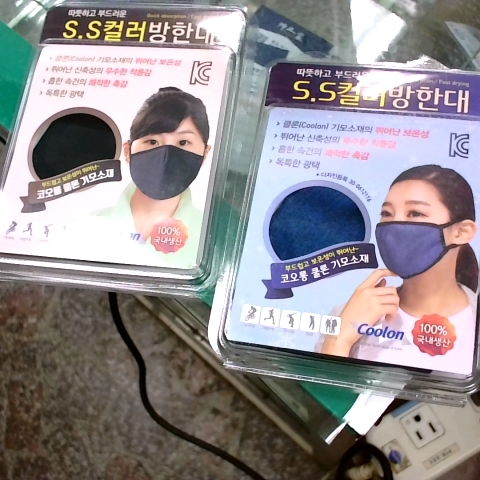 따뜻하고 부드러운
S.S컬러방한대
› 쿨론(Coolon) 기모소재의 뛰어난 보온성
› 뛰어난 신축성의 우수한 착용감
› 흡한 속건의 쾌적한 촉감
› 독특한 광택
부드럽고 보온성이 뛰어난~
코오롱 쿨론 기모소재
100%
국내생산
따뜻하고 부드러운
Fast drying
S.S컬러방한대
› 쿨론(Coolon) 기모소재의 뛰어난 보온성
› 뛰어난 신축성의 우수한 착용감
› 흡한 속건의 쾌적한 촉감
› 독특한 광택
부드럽고 보온성이 뛰어난~
코오롱 쿨론 기모소재
Coolon
100%
국내생산